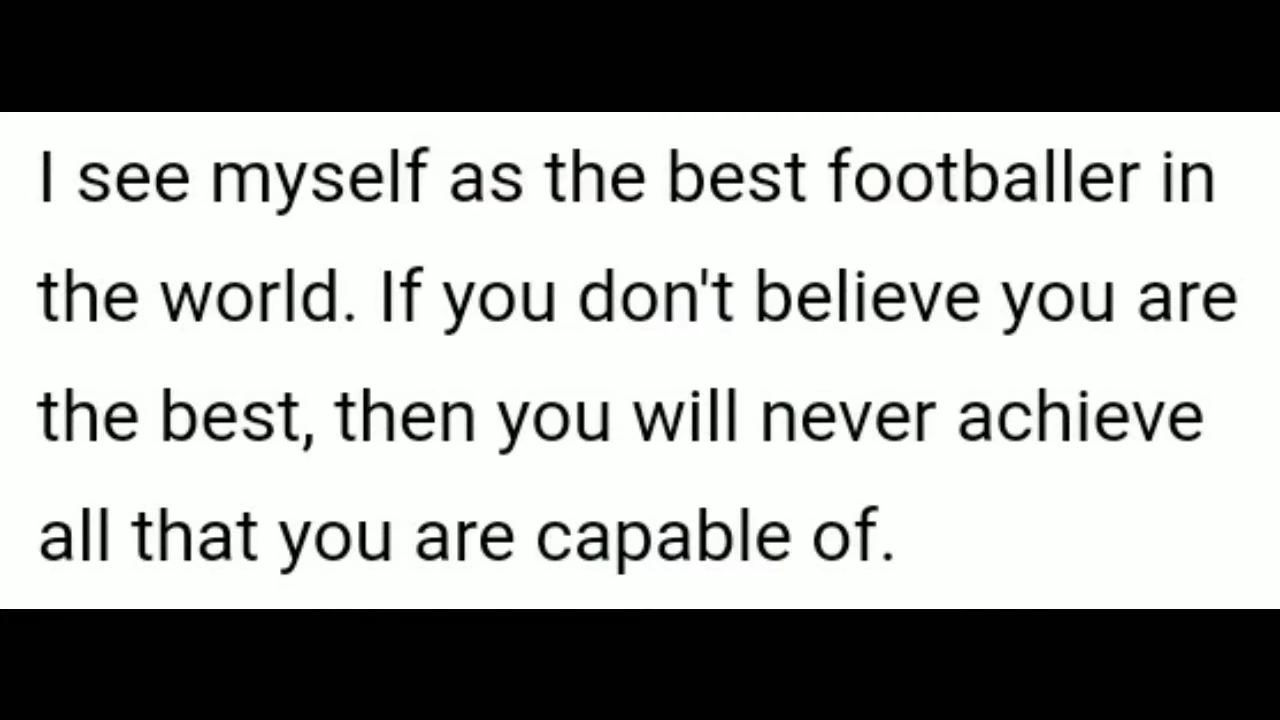 I see myself as the best footballer in
the world. If you don't believe you are
the best, then you will never achieve
all that you are capable of.